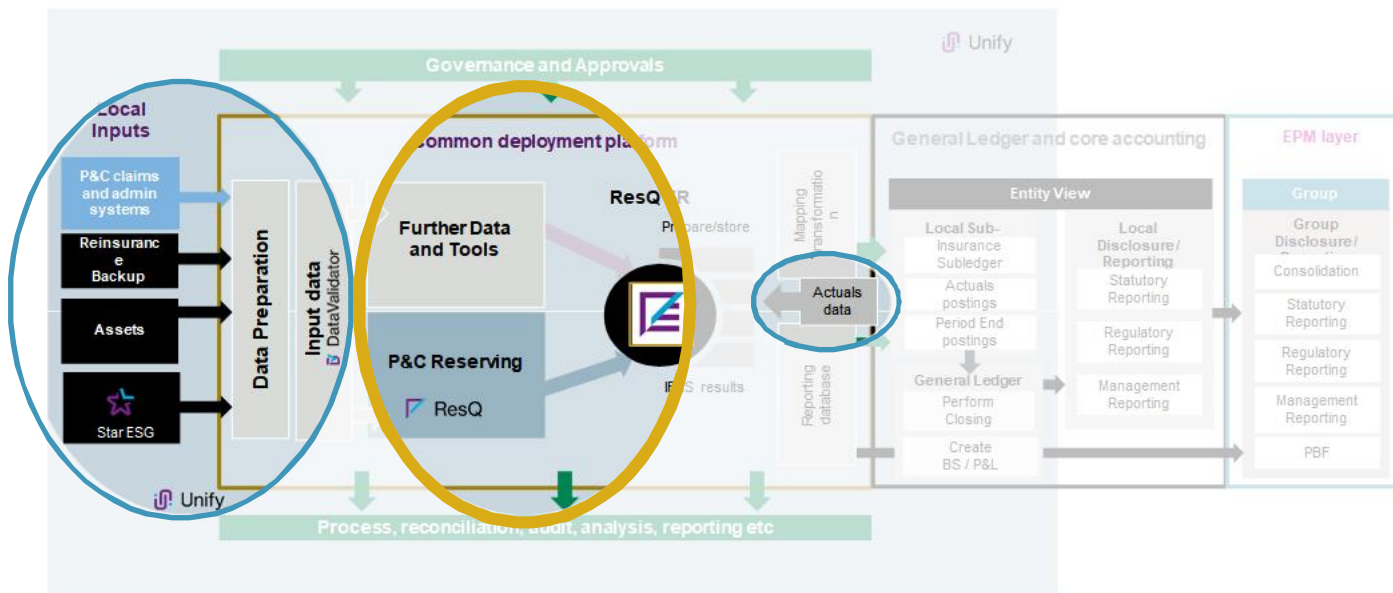 Unify
Governance and Approvals
Local
Inputs
P&C claims
and admin
systems
Reinsuranc
e
Backup
Assets
Star ESG
Unify
Data Preparation
Input data
DataValidator
Common deployment platform
Further Data
and Tools
P&C Reserving
ResQ
ResQ
Prepare/store
results
Mapping
Transformatio
n
Actuals
data
Reporting
database
Process, reconciliation, audit, analysis, reporting etc
General Ledger and core accounting
Entity View
Local Sub-
Insurance
Subledger
Actuals
postings
Period End
postings
General Ledger
Perform
Closing
Create
BS / P&L
Local
Disclosure/
Reporting
Statutory
Reporting
Regulatory
Reporting
Management
Reporting
EPM layer
Group
Group
Disclosure/
Consolidation
Statutory
Reporting
Regulatory
Reporting
Management
Reporting
PBF